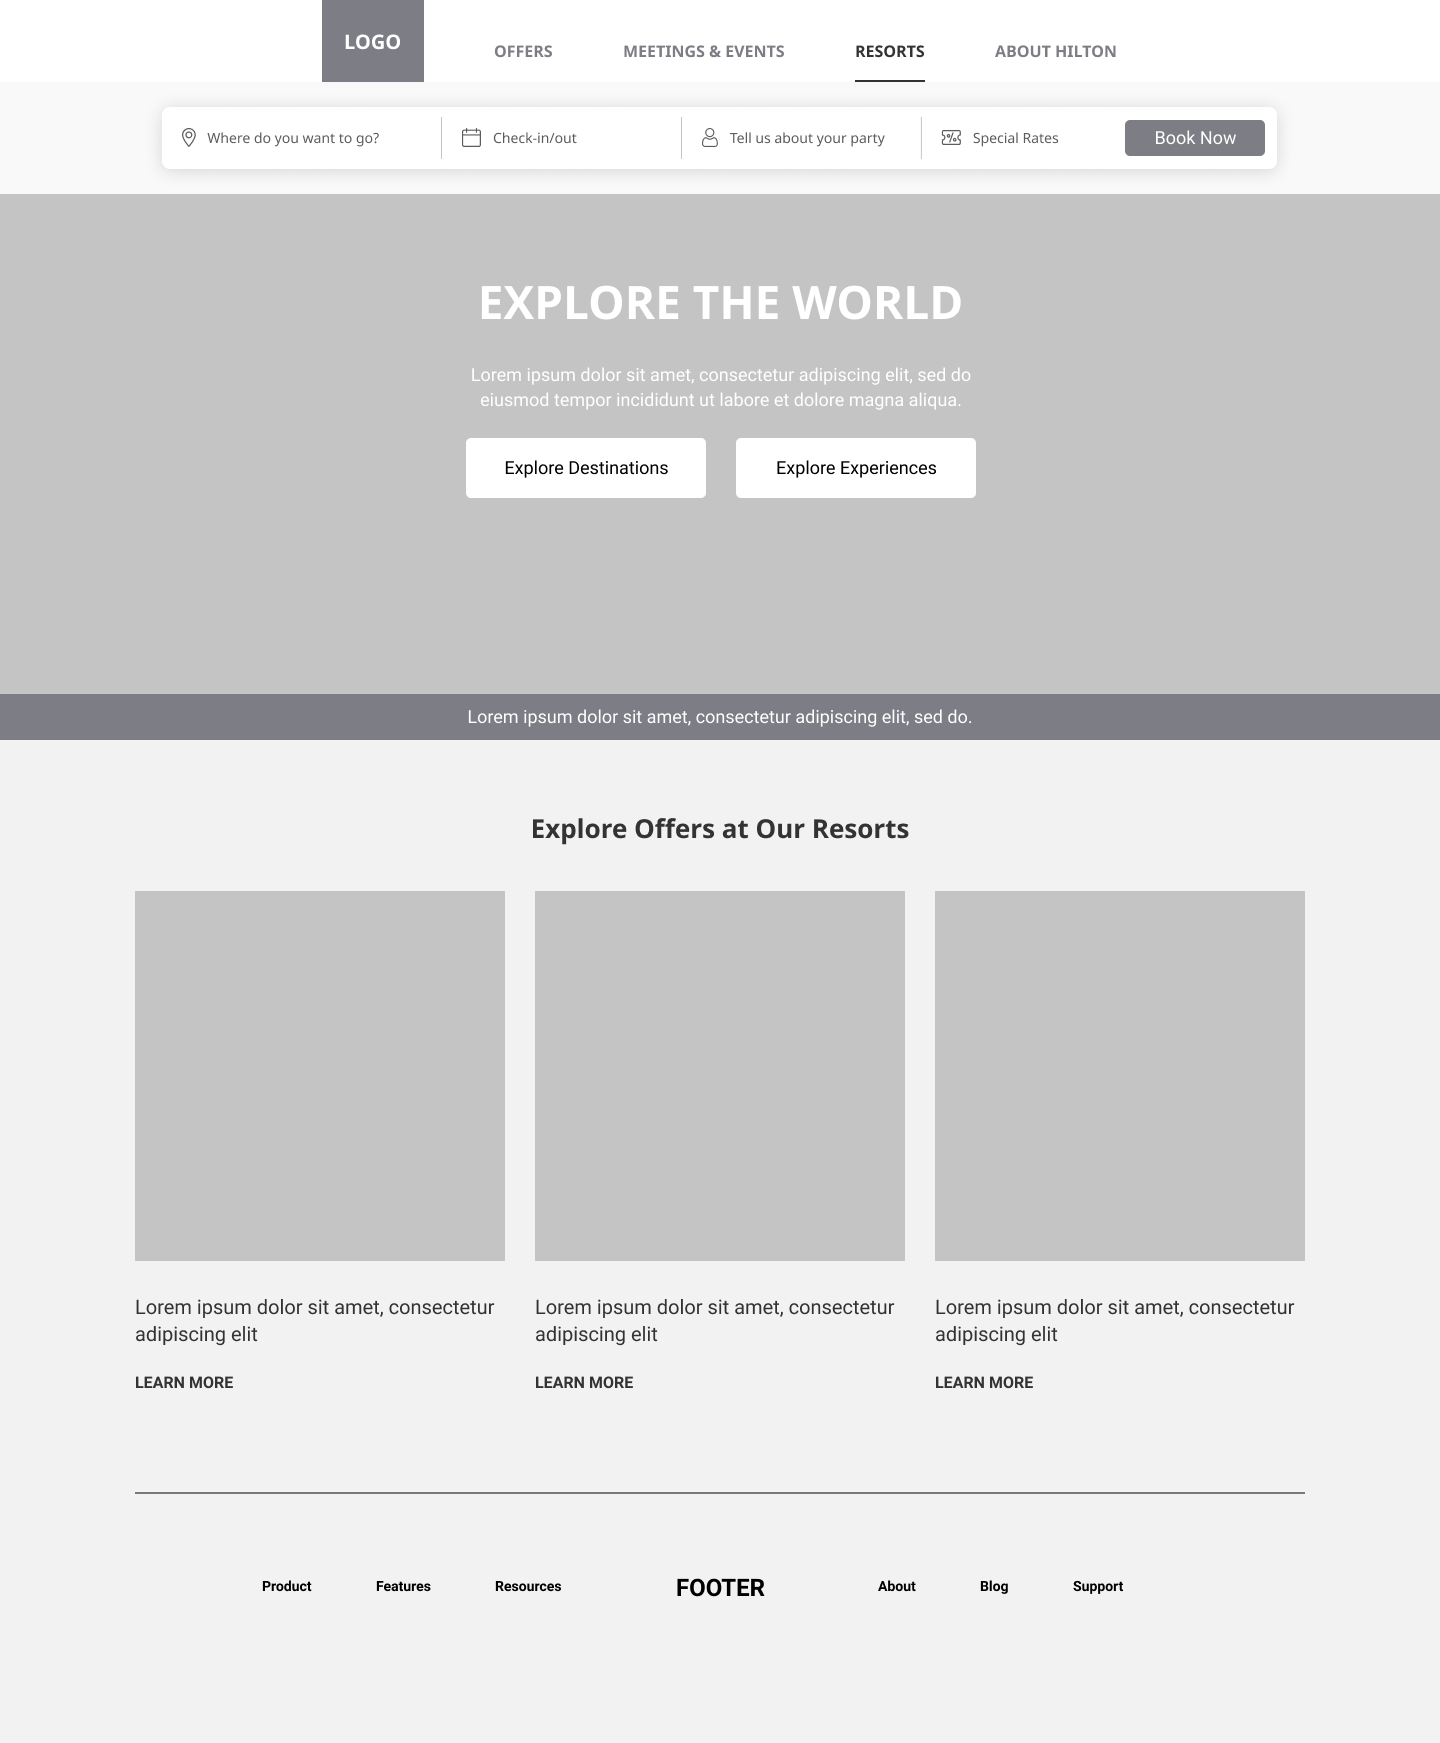 LOGO
OFFERS
MEETINGS & EVENTS
RESORTS
ABOUT HILTON
Where do you want to go?
Check-in/out
Tell us about your party
Special Rates
Book Now
EXPLORE THE WORLD
Lorem ipsum dolor sit amet, consectetur adipiscing elit, sed do
eiusmod tempor incididunt ut labore et dolore magna aliqua.
Explore Destinations
Explore Experiences
Lorem ipsum dolor sit amet, consectetur adipiscing elit, sed do.
Explore Offers at Our Resorts
Lorem ipsum dolor sit amet, consectetur
adipiscing elit
LEARN MORE
Lorem ipsum dolor sit amet, consectetur
adipiscing elit
LEARN MORE
Lorem ipsum dolor sit amet, consectetur
adipiscing elit
LEARN MORE
Product
Features
Resources
FOOTER
About
Blog
Support